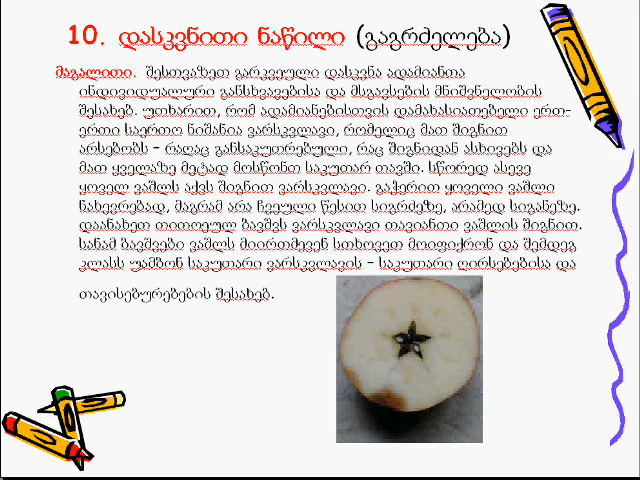 10. დასკვნითი ნაწილი (გაგრძელება)
მაგალითი. შესთვაზეთ გარკვეული დასკვნა ადამიანთა
ინდივიდუალური განსხვავებისა და მსგავსების მნიშვნელობის
შესახებ. უთხარით, რომ ადამიანებისთვის დამახასიათებელი ერთ-
ერთი საერთო ნიშანია ვარსკვლავი, რომელიც მათ შიგნით
არსებობს – რაღაც განსაკუთრებული, რაც შიგნიდან ასხივებს და
მათ ყველაზე მეტად მოსწონთ საკუთარ თავში. სწორედ ასევე
ყოველ ვაშლს აქვს შიგნით ვარსკვლავი. გაჭერით ყოველი ვაშლი
ნახევრებად, მაგრამ არა ჩვეული წესით სიგრძეზე, არამედ სიგანეზე.
დაანახეთ თითოეულ ბავშვს ვარსკვლავი თავიანთი ვაშლის შიგნით.
სანამ ბავშვები ვაშლს მიირთმევენ სთხოვეთ მოიფიქრონ და შემდეგ
კლასს უამბონ საკუთარი ვარსკვლავის – საკუთარი ღირსებებისა და
თავისებურებების შესახებ.